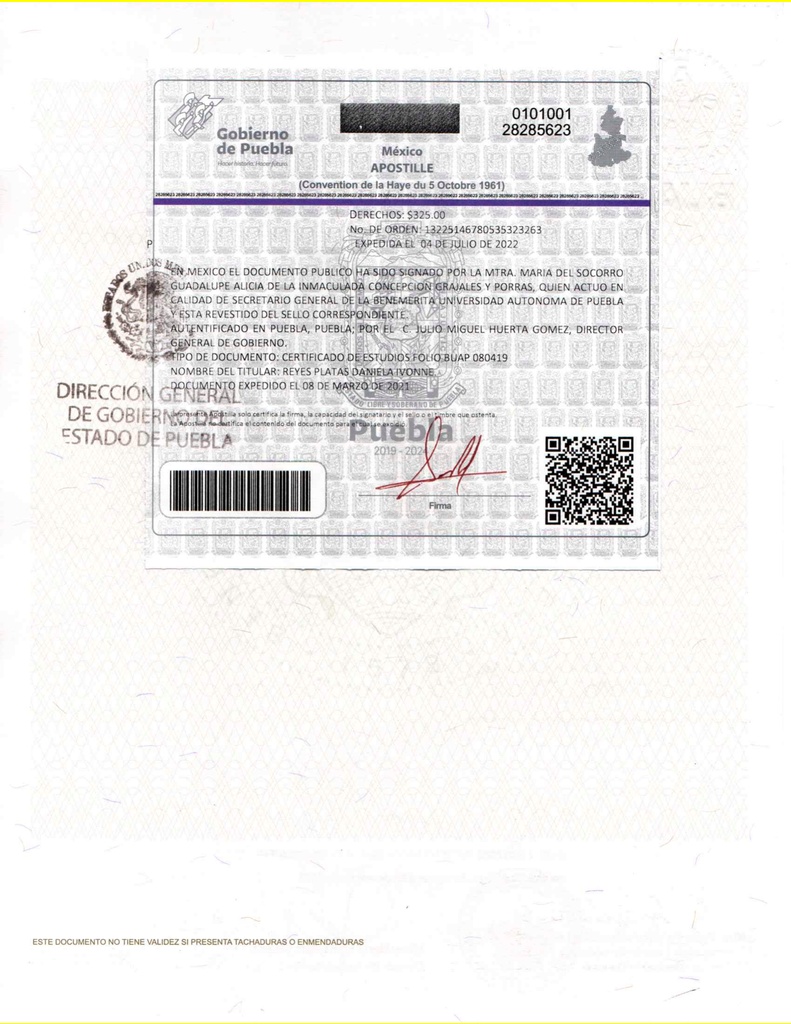 Gobierno
de Puebla
Hacer historia. Hacer futuro.
0101001
28285623
México
APOSTILLE
(Convention de la Haye du 5 Octobre 1961)
DERECHOS: $325.00
No. DE ORDEN: 13225146780535323263
EXPEDIDA EL 04 DE JULIO DE 2022
P
EN MEXICO EL DOCUMENTO PUBLICO HA SIDO SIGNADO POR LA MTRA. MARIA DEL SOCORRO
GUADALUPE ALICIA DE LA INMACULADA CONCEPCION GRAJALES Y PORRAS, QUIEN ACTUO EN
CALIDAD DE SECRETARIO GENERAL DE LA BENEMERITA UNIVERSIDAD AUTONOMA DE PUEBLA
Y ESTA REVESTIDO DEL SELLO CORRESPONDIENTE.
AUTENTIFICADO EN PUEBLA, PUEBLA; POR EL C. JULIO MIGUEL HUERTA GOMEZ, DIRECTOR
GENERAL DE GOBIERNO.
TIPO DE DOCUMENTO: CERTIFICADO DE ESTUDIOS FOLIO BUAP 080419
NOMBRE DEL TITULAR: REYES PLATAS DANIELA IVONNE
DOCUMENTO EXPEDIDO EL 08 DE MARZO DE 2021
DIRECCIÓN GENERAL
DE GOBIERNO DEL
ESTADO DE PUEBLA
La presente Apostilla solo certifica la firma, la capacidad del signatario y el sello o el timbre que ostenta.
La Apostilla no certifica el contenido del documento para el cual se expidió.
Puebla
2019 - 2024
Firma
ESTE DOCUMENTO NO TIENE VALIDEZ SI PRESENTA TACHADURAS O ENMENDADURAS